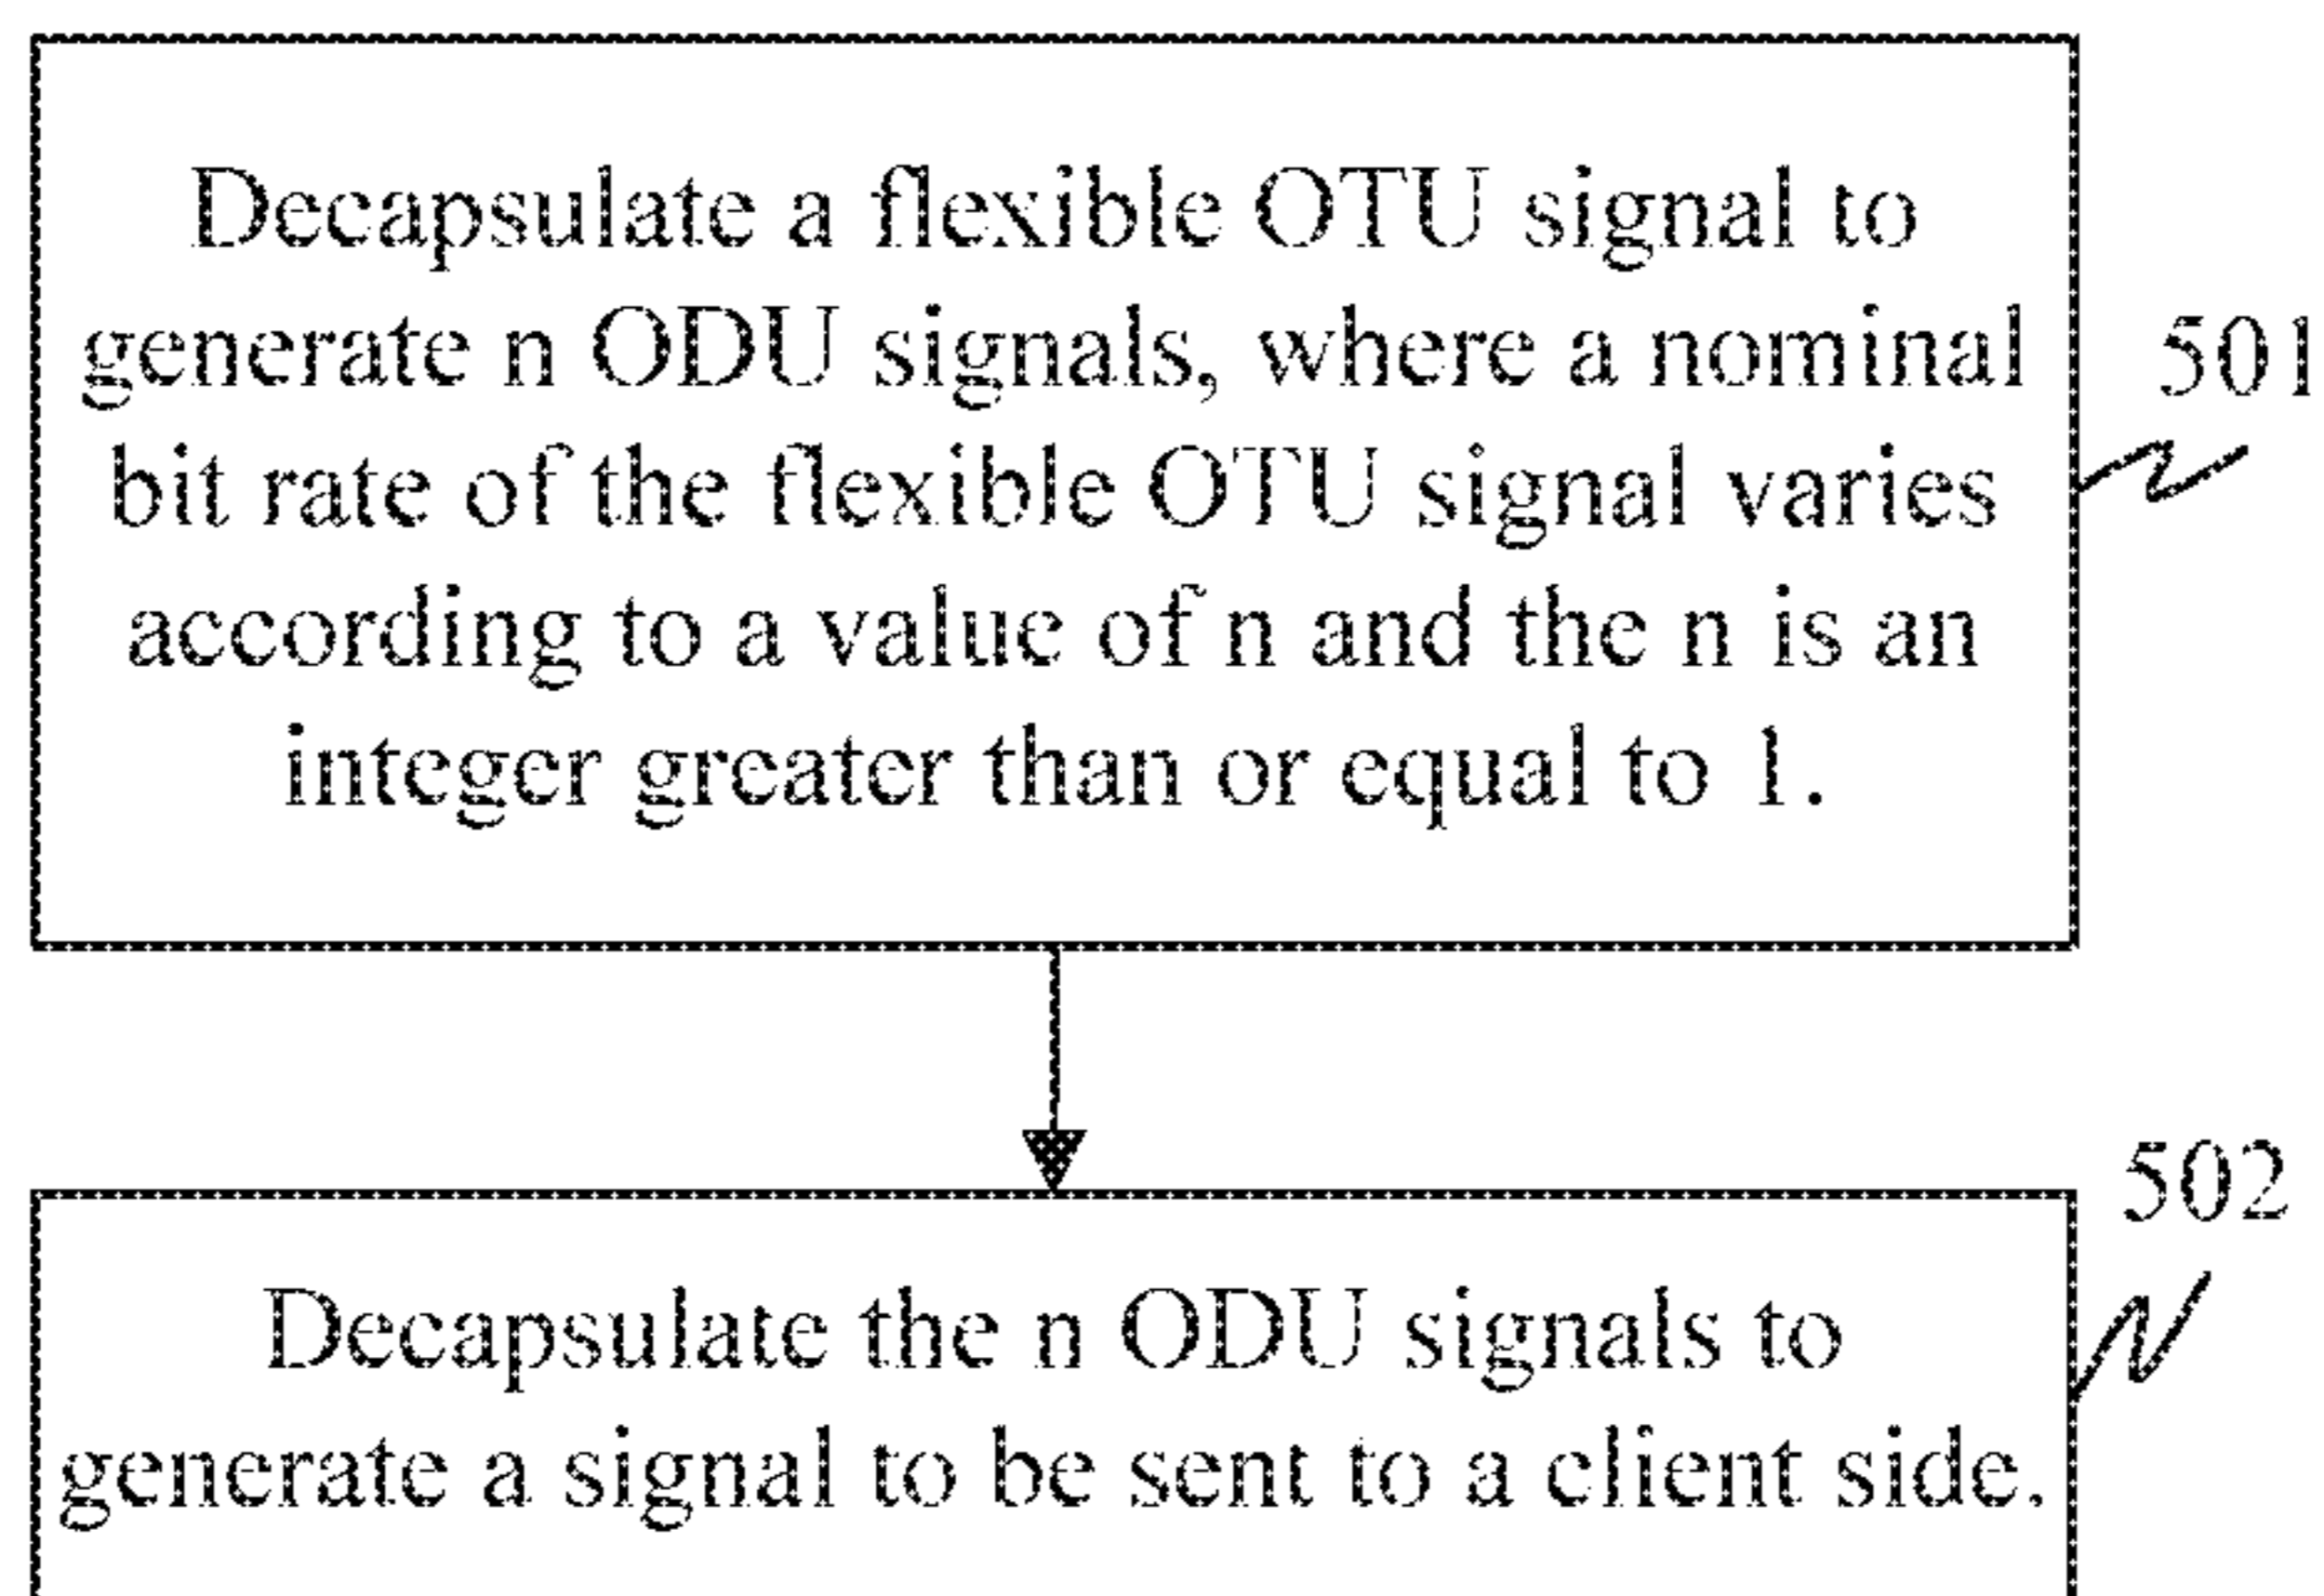 Decapsulate a flexible OTU signal to
generate n ODU signals, where a nominal
bit rate of the flexible OTU signal varies
according to a value of n and the n is an
integer greater than or equal to 1.
501
502
Decapsulate the n ODU signals to
generate a signal to be sent to a client side.